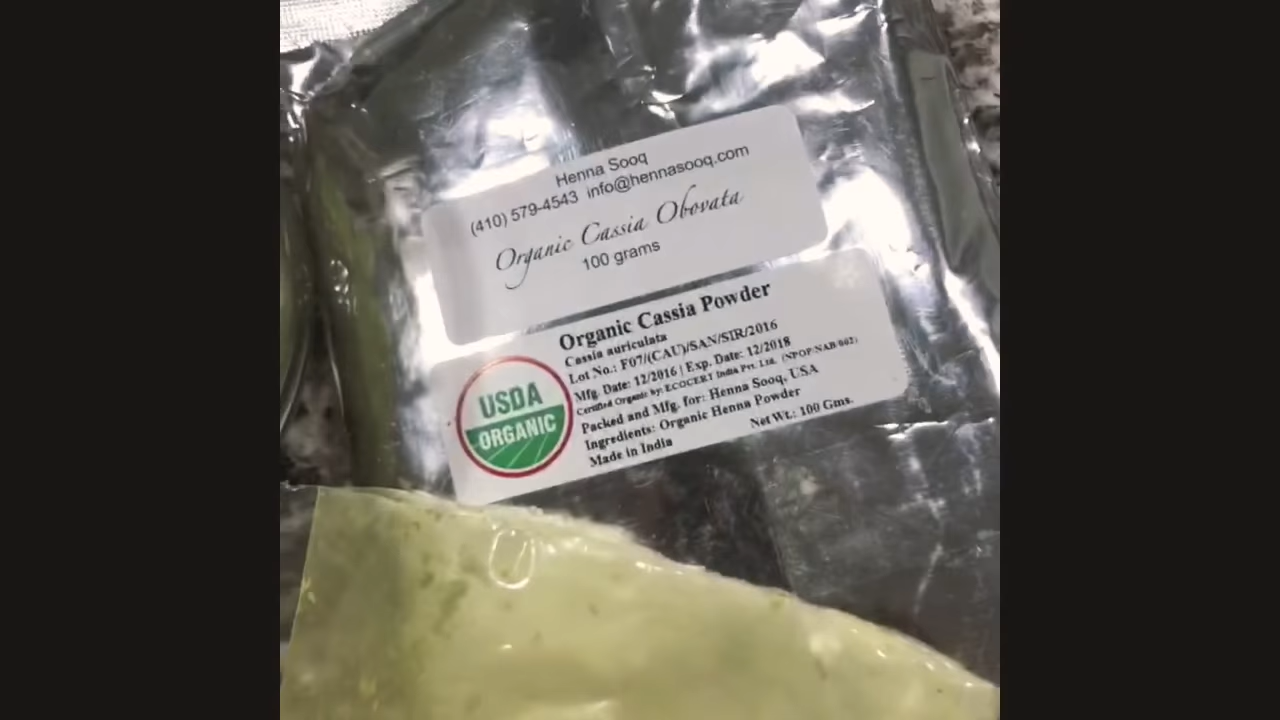 Henna Sooq
(410) 579-4543 info@hennasooq.com
Organic Cassia Obovata
100 grams
Organic Cassia Powder
Cassia auriculata
Lot No.: F07/(CAU)/SAN/SIR/2016
Mfg. Date: 12/2016 | Exp. Date: 12/2018
Certified Organic by: ECOCERT India Pvt. Ltd. (NPOP/NAB/002)
Packed and Mfg. for: Henna Sooq, USA
Ingredients: Organic Henna Powder
Made in India
Net Wt.: 100 Gms.
USDA
ORGANIC